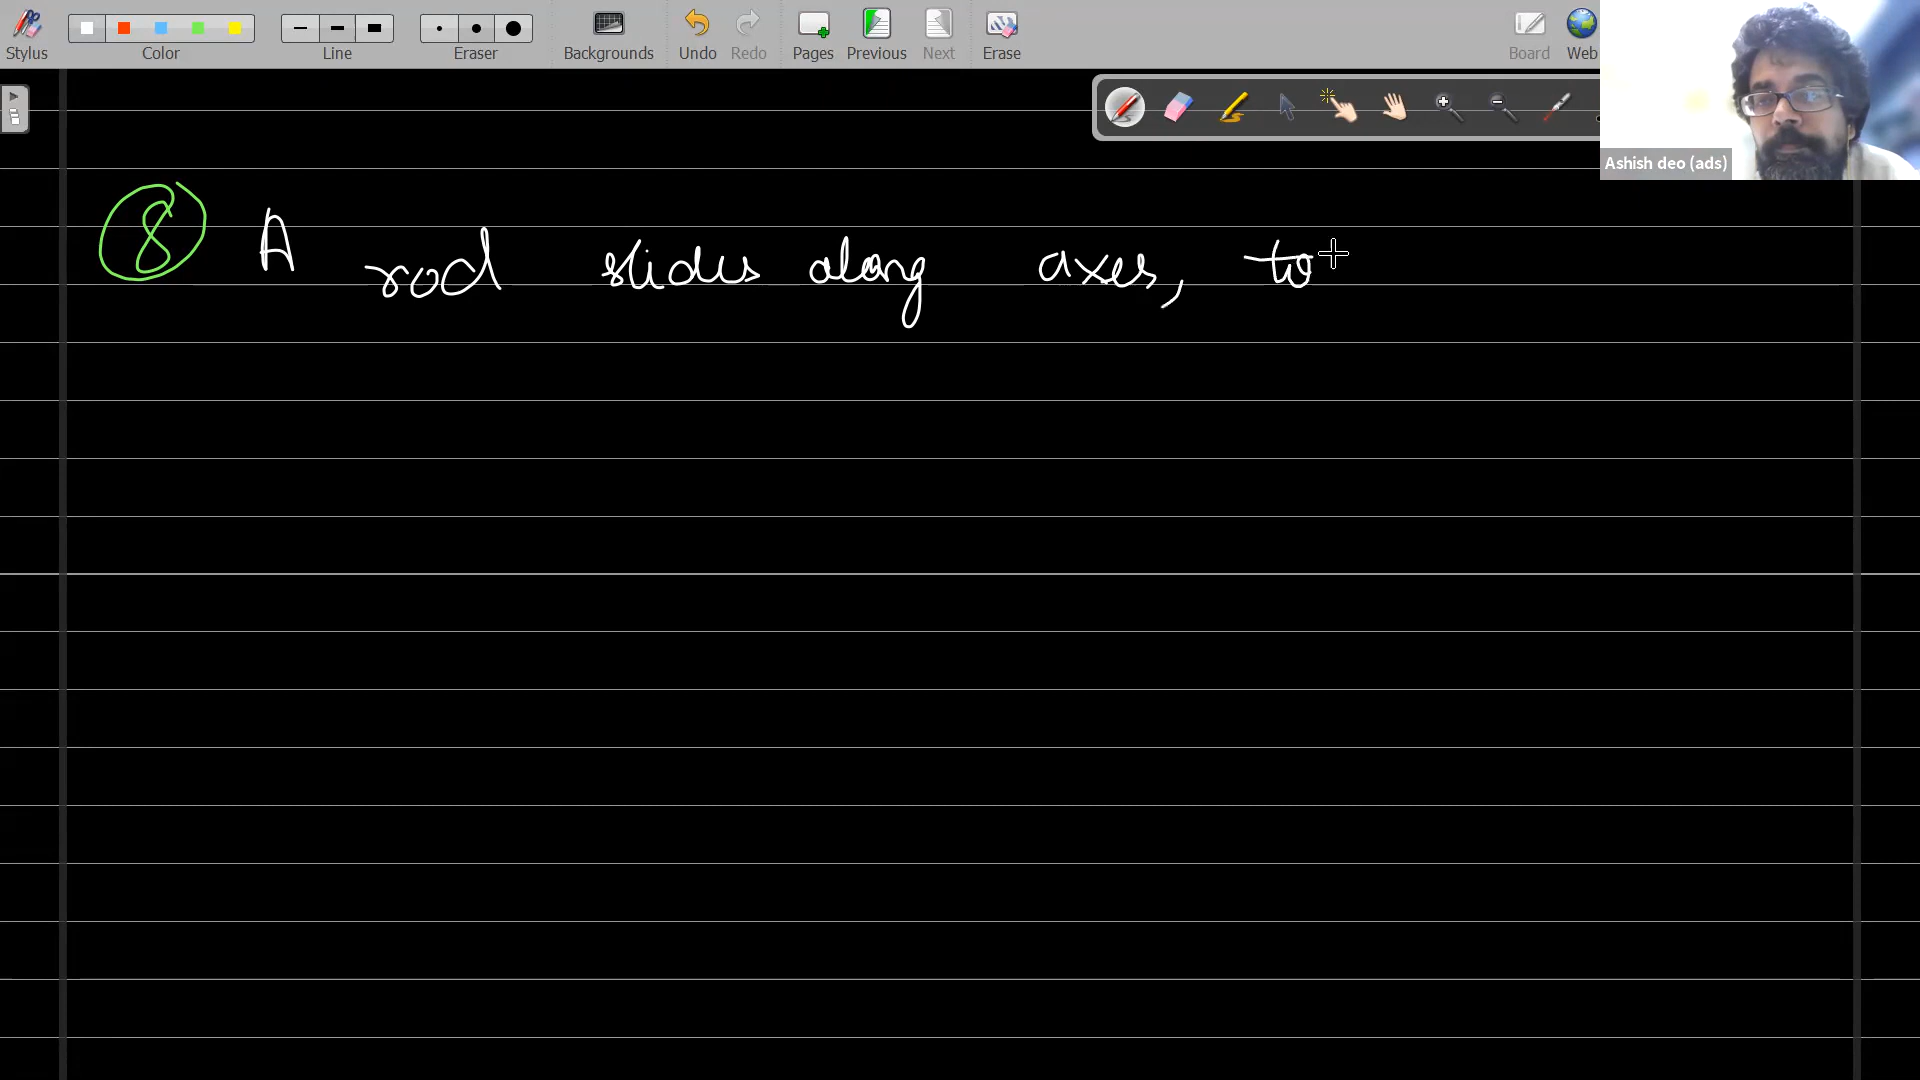 Stylus Color Line Eraser Backgrounds Undo Redo Pages Previous Next Erase Board Web
Ashish deo (ads)
8 A rod slides along axes, to